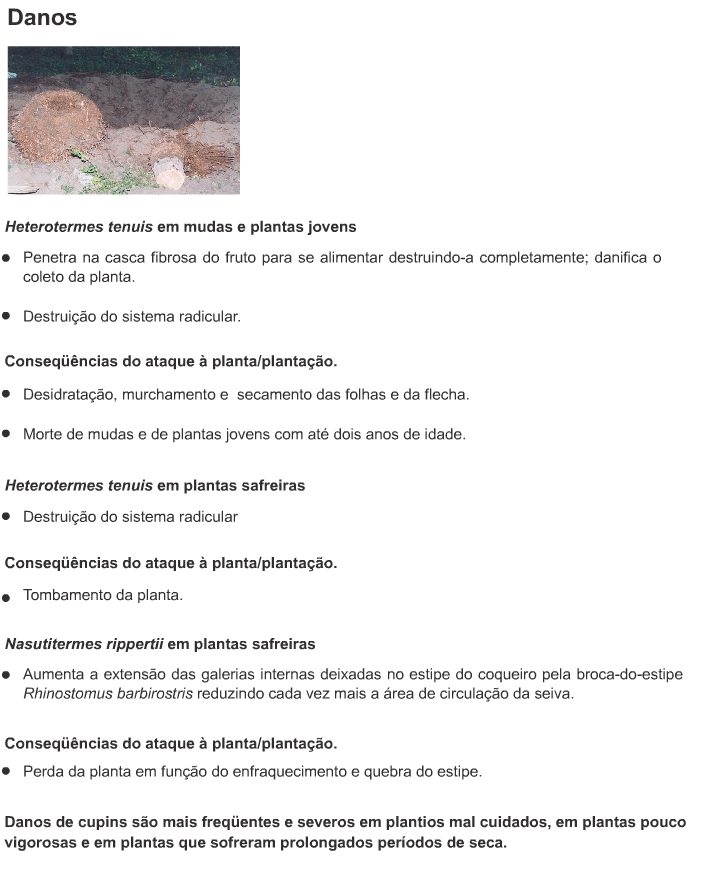 Danos
Heterotermes tenuis em mudas e plantas jovens
• Penetra na casca fibrosa do fruto para se alimentar destruindo-a completamente; danifica o
coleto da planta.
• Destruição do sistema radicular.
Conseqüências do ataque à planta/plantação.
• Desidratação, murchamento e secamento das folhas e da flecha.
• Morte de mudas e de plantas jovens com até dois anos de idade.
Heterotermes tenuis em plantas safreiras
• Destruição do sistema radicular
Conseqüências do ataque à planta/plantação.
• Tombamento da planta.
Nasutitermes rippertii em plantas safreiras
• Aumenta a extensão das galerias internas deixadas no estipe do coqueiro pela broca-do-estipe
Rhinostomus barbirostris reduzindo cada vez mais a área de circulação da seiva.
Conseqüências do ataque à planta/plantação.
• Perda da planta em função do enfraquecimento e quebra do estipe.
Danos de cupins são mais freqüentes e severos em plantios mal cuidados, em plantas pouco
vigorosas e em plantas que sofreram prolongados períodos de seca.